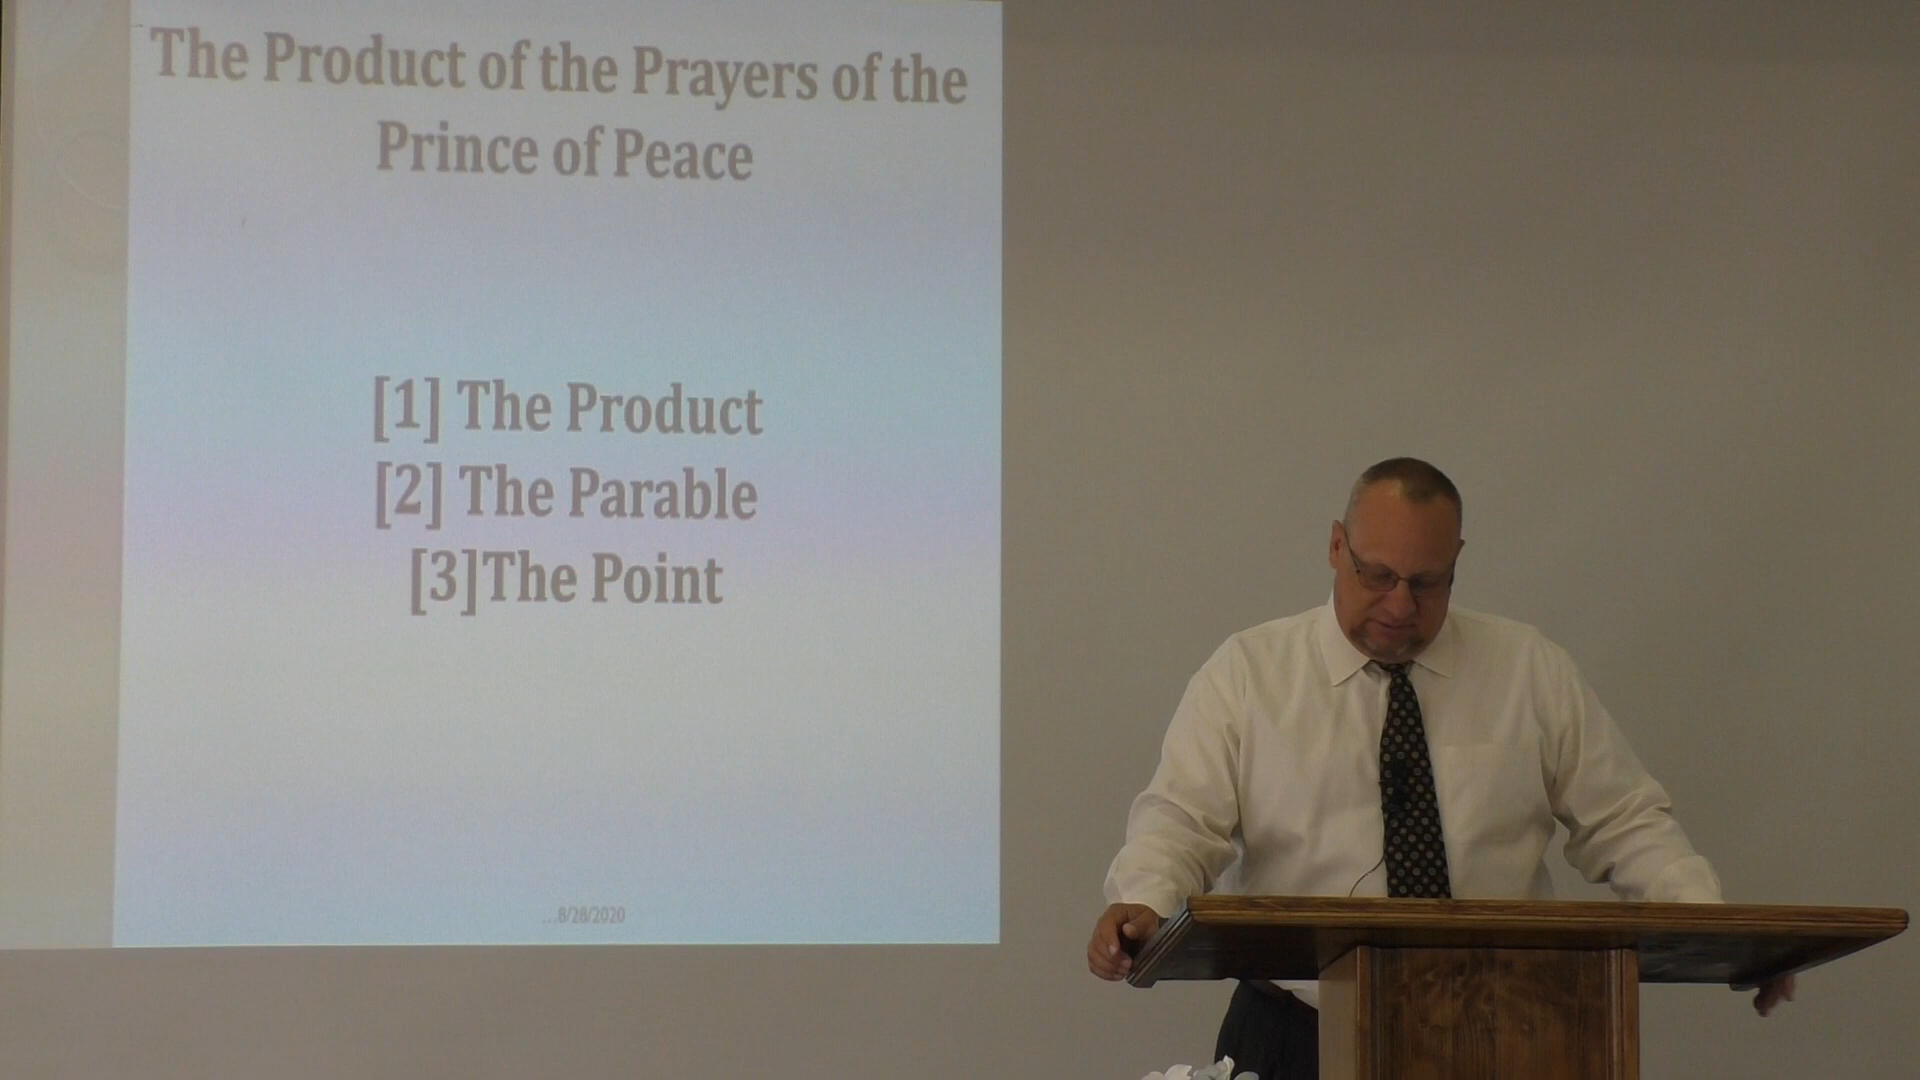 The Product of the Prayers of the
Prince of Peace
[1] The Product
[2] The Parable
[3]The Point
...8/28/2020